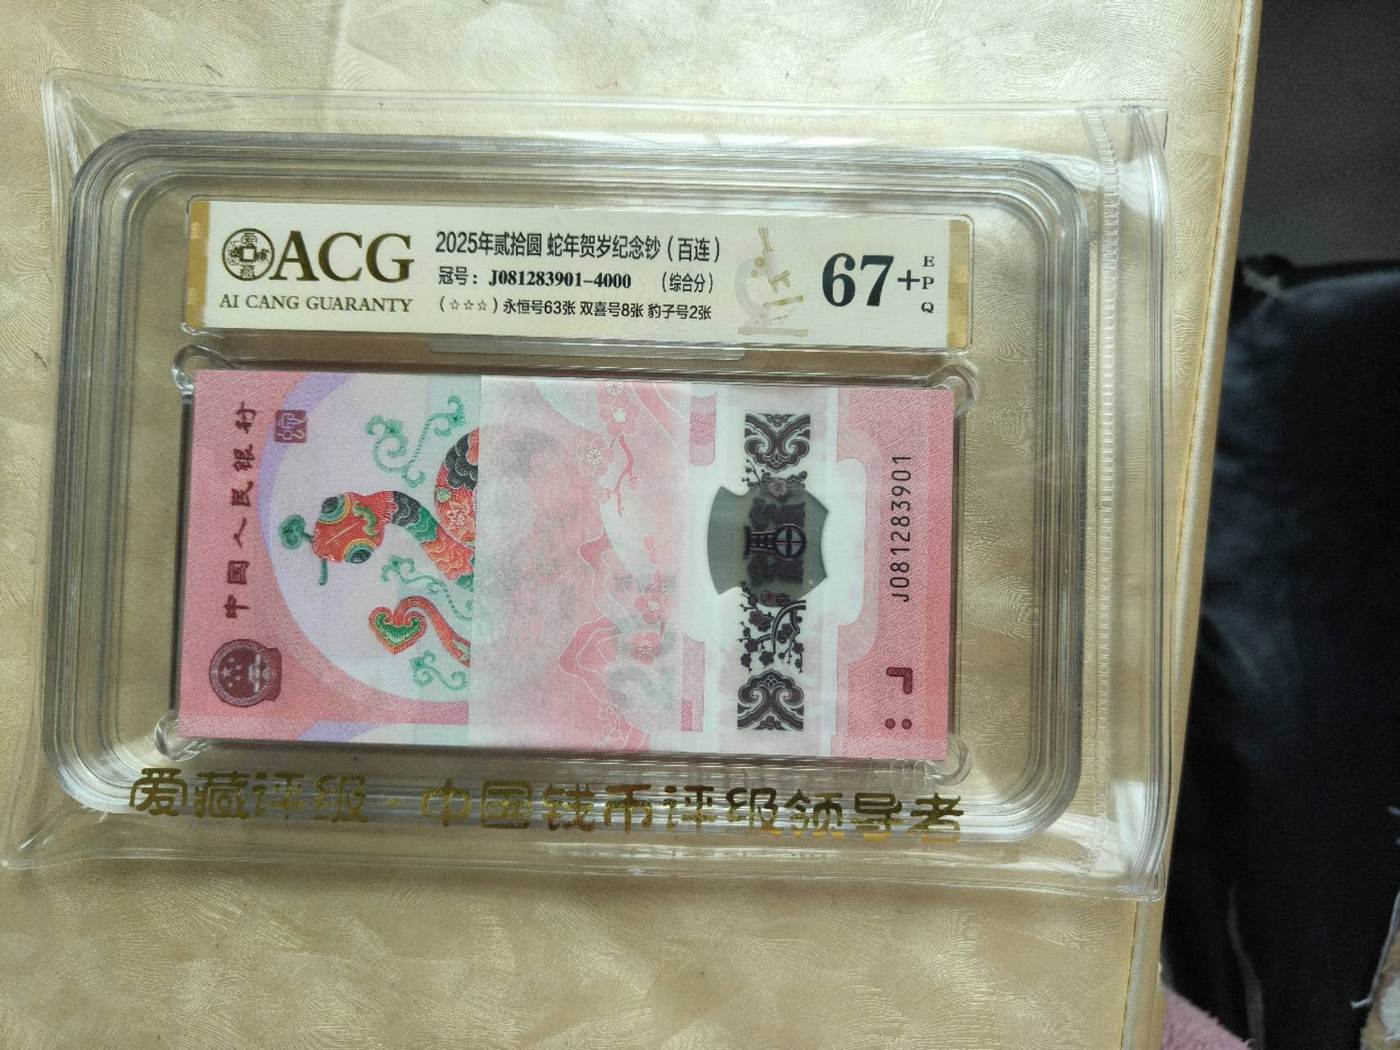 ACG
AI CANG GUARANTY
2025年贰拾圆 蛇年贺岁纪念钞（百连）
冠号：J081283901-4000 （综合分）
（☆☆☆）永恒号63张 双喜号8张 豹子号2张
67+
EPQ
中国人民银行
J081283901
爱藏评级·中国钱币评级领导者